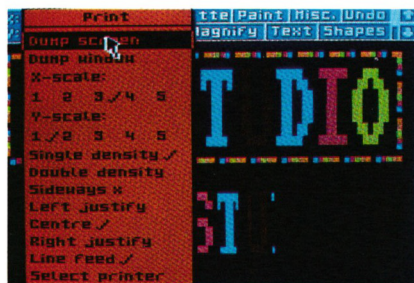 Print
tte Paint Misc. Undo
agnify Text Shapes
Dump screen
Dump window
X-scale:
1 2 3✓4 5
Y-scale:
1✓2 3 4 5
Single density ✓
Double density
Sideways x
Left justify
Centre ✓
Right justify
Line feed ✓
Select printer
T DIO
ST